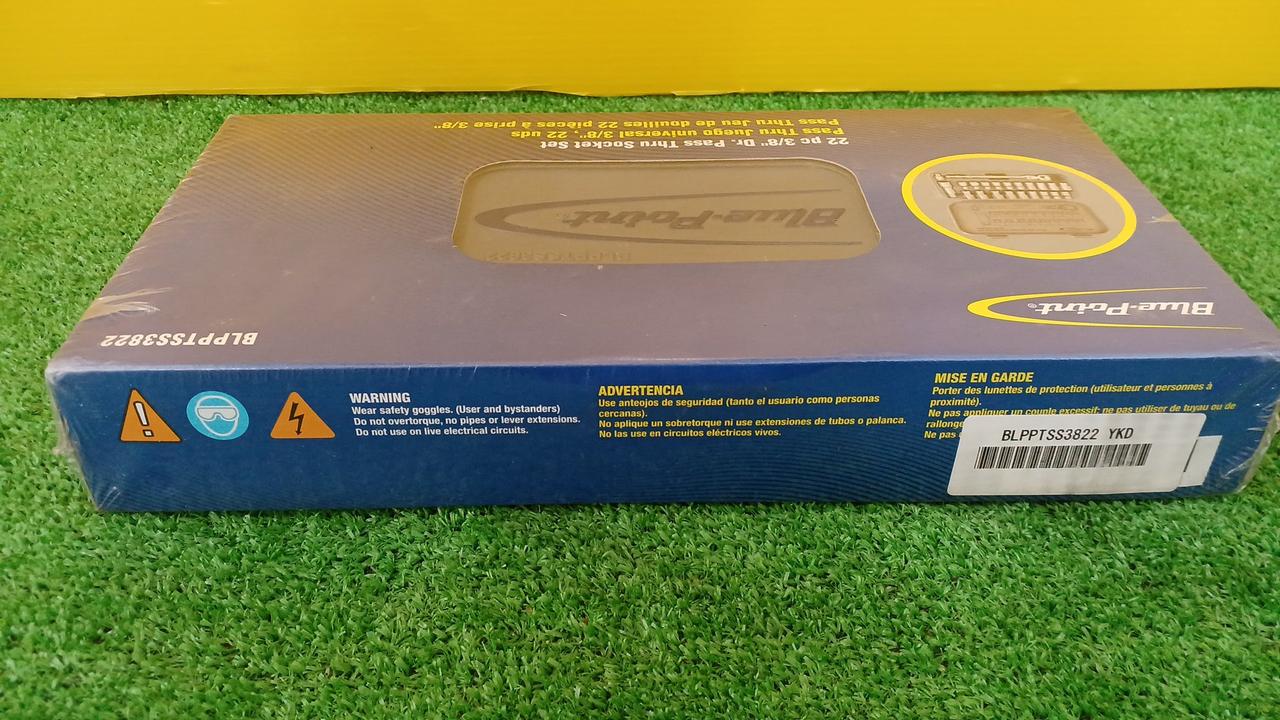 22 pc 3/8" Dr. Pass Thru Socket Set
Pass Thru Juego universal 3/8", 22 uds
Pass Thru Jeu de douilles 22 pièces à prise 3/8"
Blue-Point®
BLPPTSS3822
Blue-Point®
BLPPTSS3822
WARNING
Wear safety goggles. (User and bystanders)
Do not overtorque, no pipes or lever extensions.
Do not use on live electrical circuits.
ADVERTENCIA
Use anteojos de seguridad (tanto el usuario como personas
cercanas).
No aplique un sobretorque ni use extensiones de tubos o palanca.
No las use en circuitos eléctricos vivos.
MISE EN GARDE
Porter des lunettes de protection (utilisateur et personnes à
proximité).
Ne pas appliquer un couple excessif; ne pas utiliser de tuyau ou de
rallonge
Ne pas
BLPPTSS3822 YKD